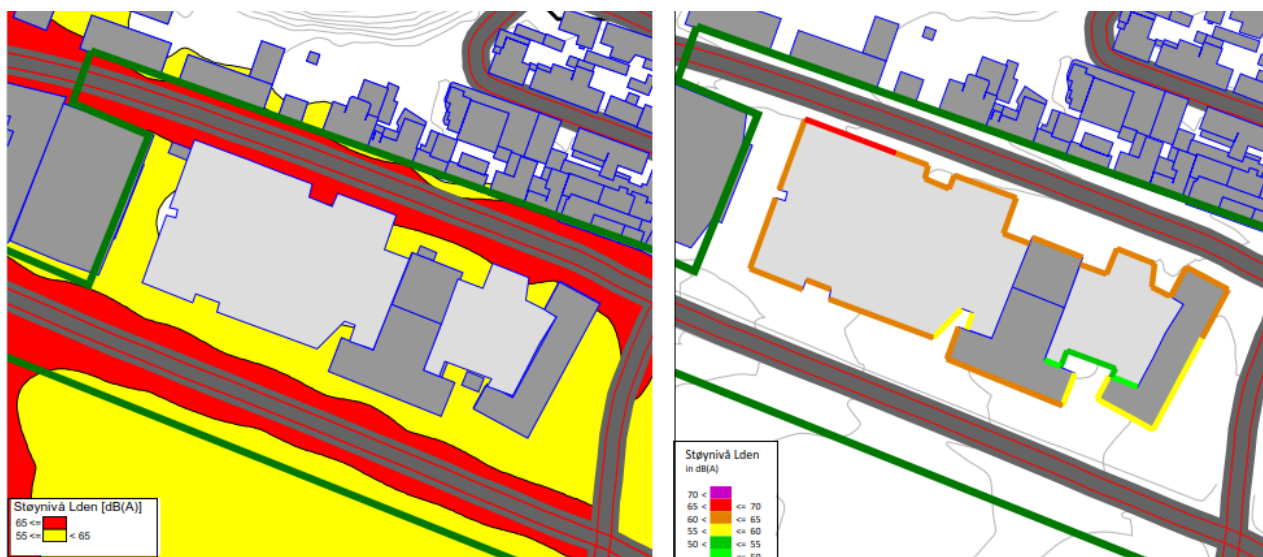 Støynivå Lden [dB(A)]
65 <=
55 <= < 65
Støynivå Lden
in dB(A)
70 <
65 < <= 70
60 < <= 65
55 < <= 60
50 < <= 55
<= 50